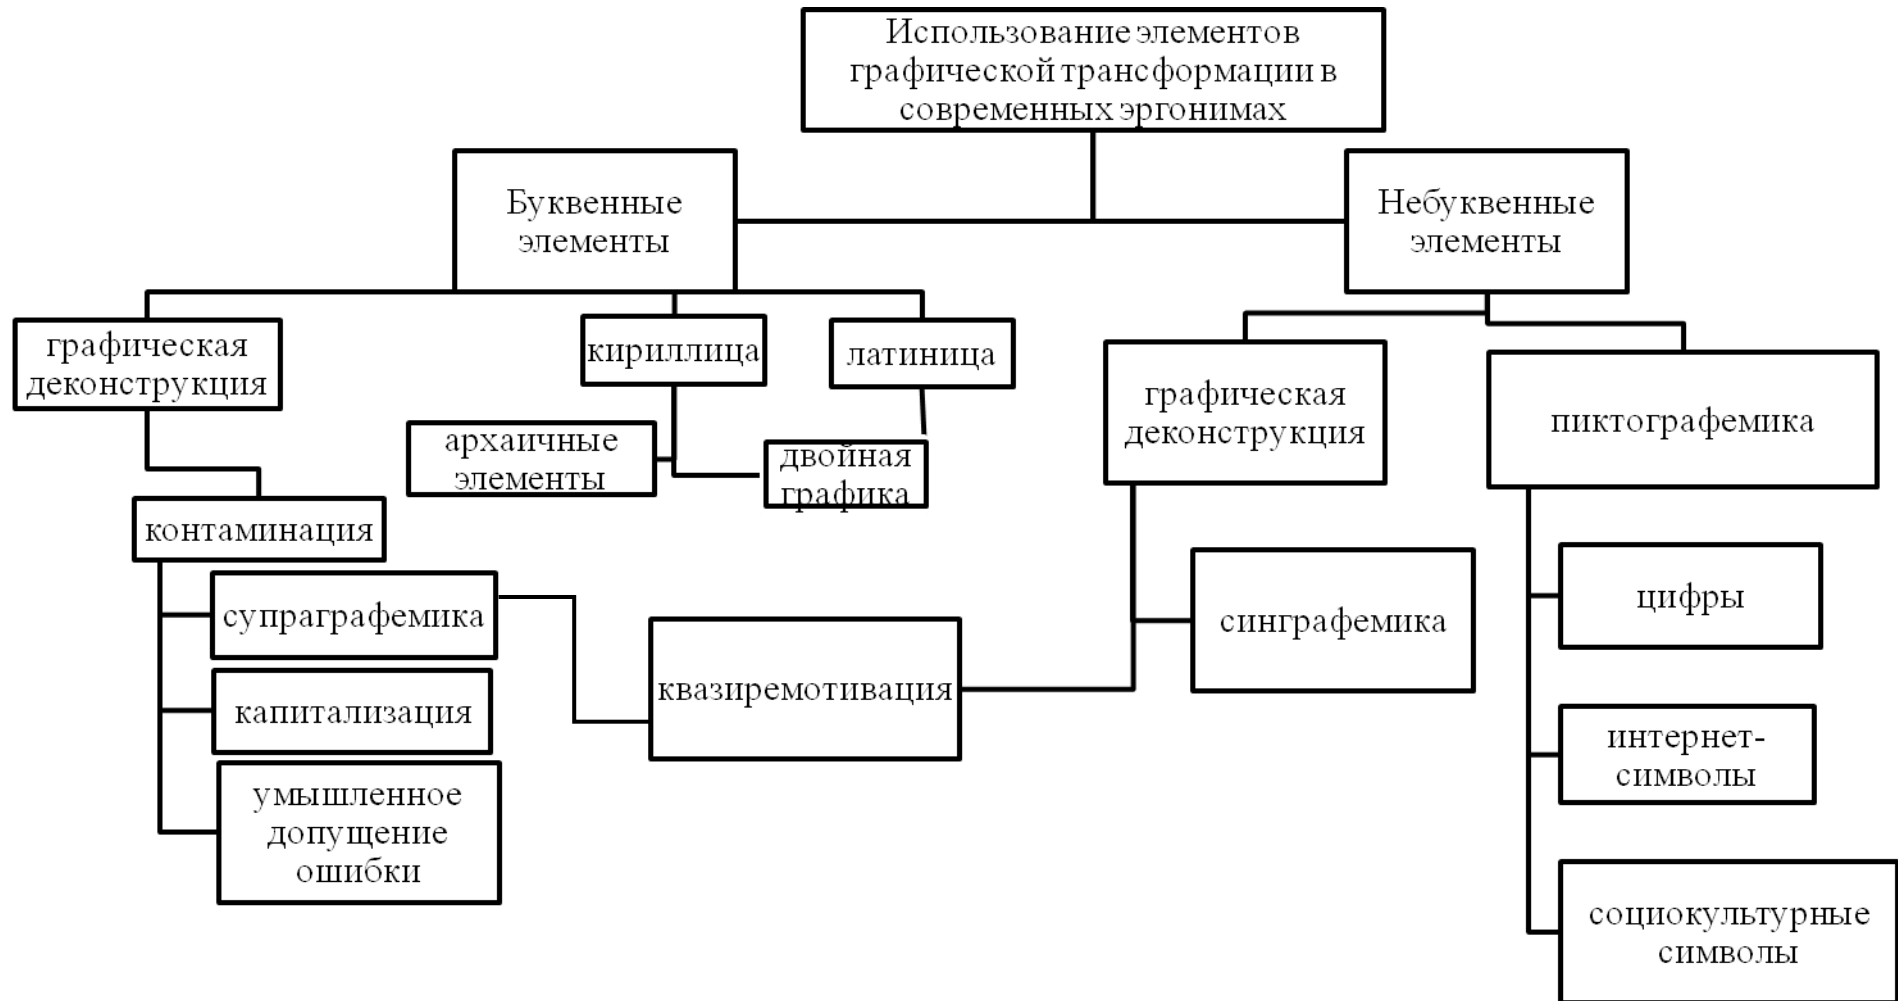 Использование элементов
графической трансформации в
современных эргонимах
Буквенные
элементы
Небуквенные
элементы
графическая
деконструкция
кириллица
латиница
графическая
деконструкция
пиктографемика
архаичные
элементы
двойная
графика
контаминация
супраграфемика
капитализация
умышленное
допущение
ошибки
квазиремотивация
синграфемика
цифры
интернет-
символы
социокультурные
символы